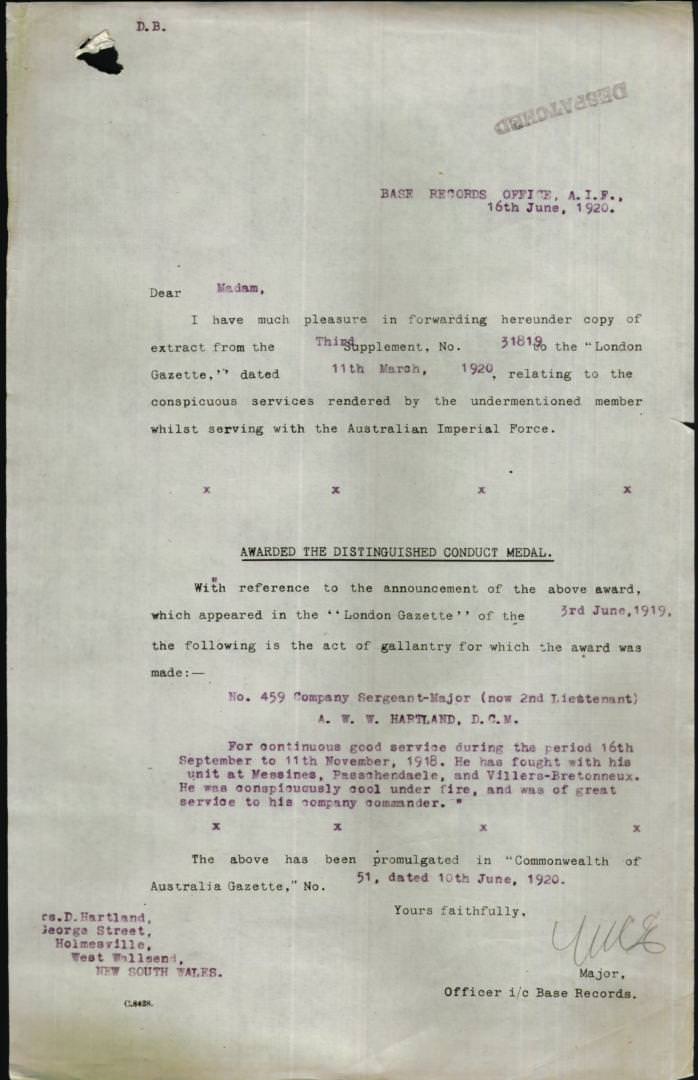 D.B.
DESPATCHED
BASE RECORDS OFFICE, A.I.F.,
16th June, 1920.
Dear Madam,
I have much pleasure in forwarding hereunder copy of
extract from the Third Supplement, No. 31819 to the "London
Gazette," dated 11th March, 1920, relating to the
conspicuous services rendered by the undermentioned member
whilst serving with the Australian Imperial Force.
x x x x
AWARDED THE DISTINGUISHED CONDUCT MEDAL.
With reference to the announcement of the above award,
which appeared in the "London Gazette" of the 3rd June, 1919,
the following is the act of gallantry for which the award was
made:—
No. 459 Company Sergeant-Major (now 2nd Lieutenant)
A. W. W. HARTLAND, D.C.M.
For continuous good service during the period 16th
September to 11th November, 1918. He has fought with his
unit at Messines, Passchendaele, and Villers-Bretonneux.
He was conspicuously cool under fire, and was of great
service to his company commander."
x x x x
The above has been promulgated in "Commonwealth of
Australia Gazette," No. 51, dated 10th June, 1920.
Yours faithfully,
rs.D.Hartland,
George Street,
Holmesville,
West Wallsend,
NEW SOUTH WALES.
Major,
Officer i/c Base Records.
C.8428.